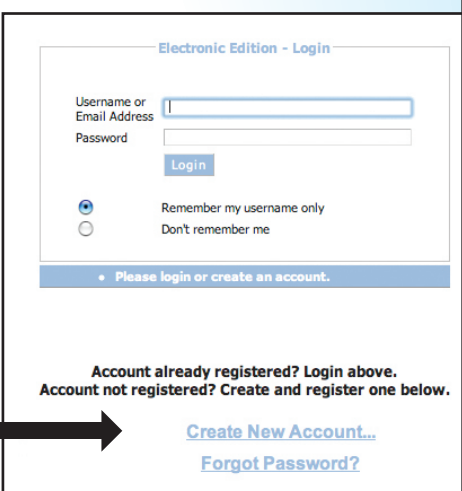 Electronic Edition - Login
Username or
Email Address
Password
Login
Remember my username only
Don't remember me
• Please login or create an account.
Account already registered? Login above.
Account not registered? Create and register one below.
Create New Account...
Forgot Password?